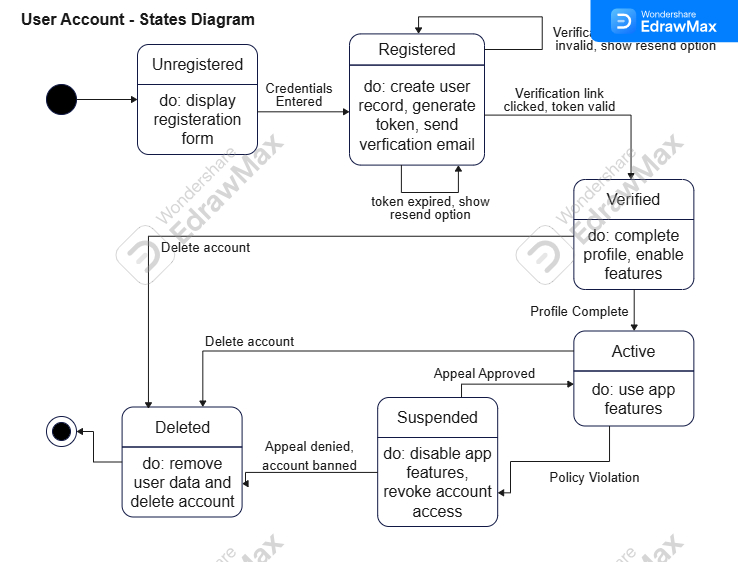 User Account - States Diagram
Wondershare
EdrawMax
Registered
invalid, show resend option
Unregistered
do: create user
record, generate
token, send
verfication email
Credentials
Entered
do: display
registeration
form
Verification link
clicked, token valid
token expired, show
resend option
Wondershare
EdrawMax
Wondershare
EdrawMax
Verified
do: complete
profile, enable
features
Delete account
Profile Complete
Delete account
Active
do: use app
features
Appeal Approved
Suspended
do: disable app
features,
revoke account
access
Deleted
do: remove
user data and
delete account
Appeal denied,
account banned
Policy Violation